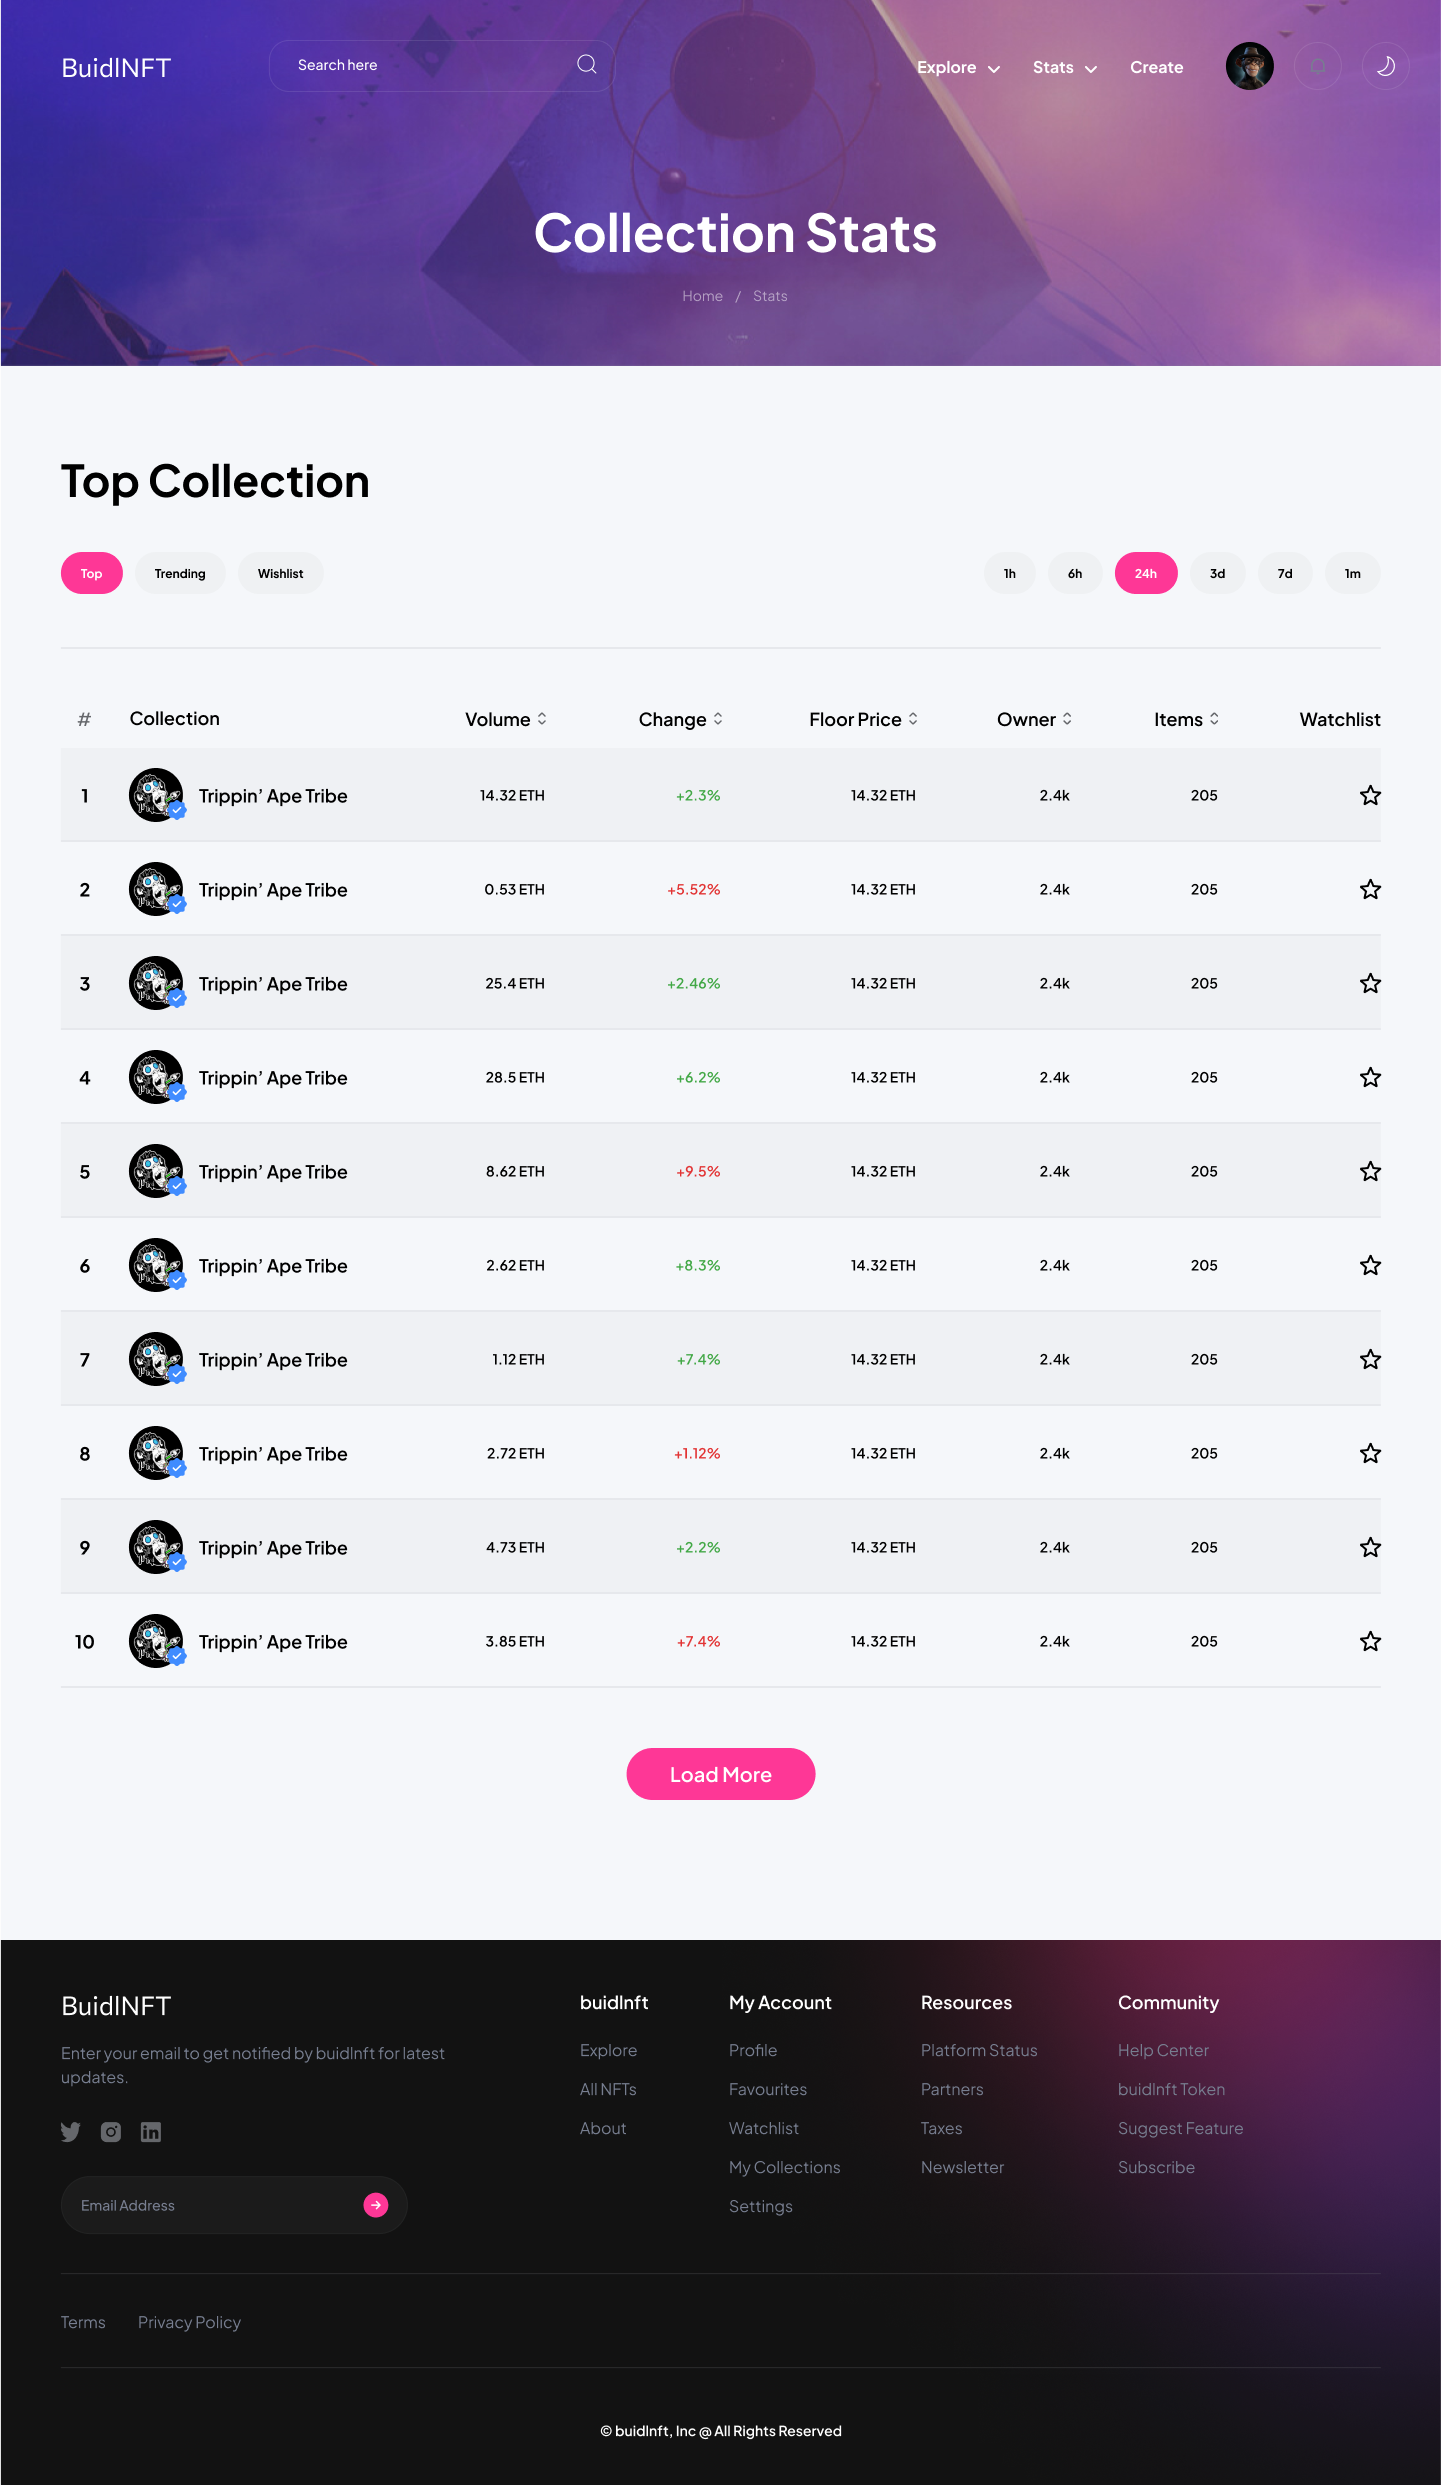 BuidlNFT
Search here
Explore
Stats
Create
Collection Stats
Home / Stats
Top Collection
Top
Trending
Wishlist
1h
6h
24h
3d
7d
1m
# Collection Volume Change Floor Price Owner Items Watchlist
1 Trippin’ Ape Tribe 14.32 ETH +2.3% 14.32 ETH 2.4k 205
2 Trippin’ Ape Tribe 0.53 ETH +5.52% 14.32 ETH 2.4k 205
3 Trippin’ Ape Tribe 25.4 ETH +2.46% 14.32 ETH 2.4k 205
4 Trippin’ Ape Tribe 28.5 ETH +6.2% 14.32 ETH 2.4k 205
5 Trippin’ Ape Tribe 8.62 ETH +9.5% 14.32 ETH 2.4k 205
6 Trippin’ Ape Tribe 2.62 ETH +8.3% 14.32 ETH 2.4k 205
7 Trippin’ Ape Tribe 1.12 ETH +7.4% 14.32 ETH 2.4k 205
8 Trippin’ Ape Tribe 2.72 ETH +1.12% 14.32 ETH 2.4k 205
9 Trippin’ Ape Tribe 4.73 ETH +2.2% 14.32 ETH 2.4k 205
10 Trippin’ Ape Tribe 3.85 ETH +7.4% 14.32 ETH 2.4k 205
Load More
BuidlNFT
Enter your email to get notified by buidlnft for latest
updates.
Email Address
buidlnft
Explore
All NFTs
About
My Account
Profile
Favourites
Watchlist
My Collections
Settings
Resources
Platform Status
Partners
Taxes
Newsletter
Community
Help Center
buidlnft Token
Suggest Feature
Subscribe
Terms
Privacy Policy
© buidlnft, Inc @ All Rights Reserved